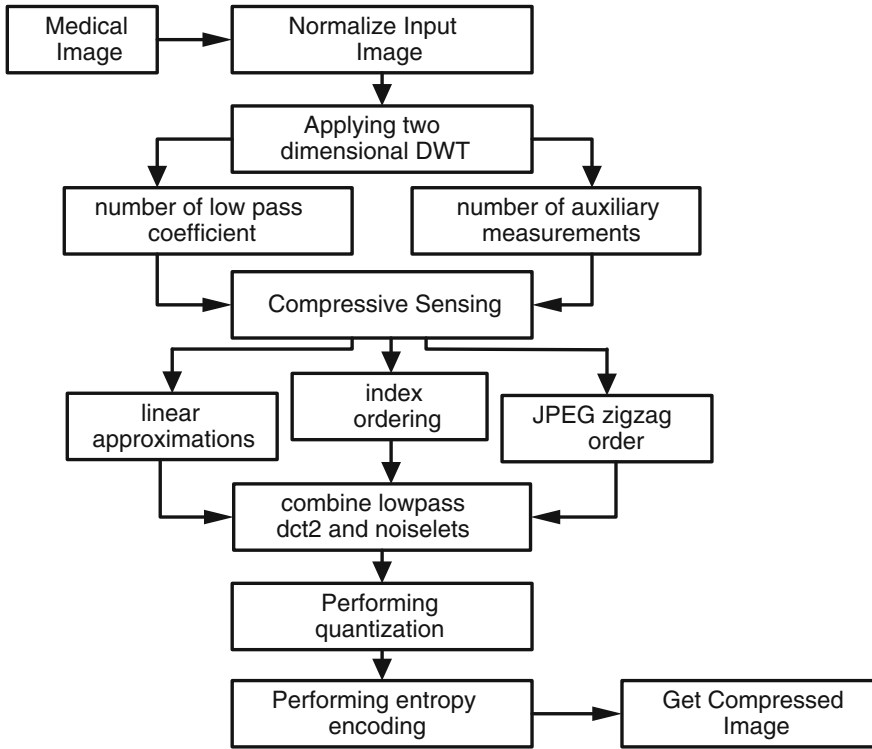 Medical
Image
Normalize Input
Image
Applying two
dimensional DWT
number of low pass
coefficient
number of auxiliary
measurements
Compressive Sensing
linear
approximations
index
ordering
JPEG zigzag
order
combine lowpass
dct2 and noiselets
Performing
quantization
Performing entropy
encoding
Get Compressed
Image